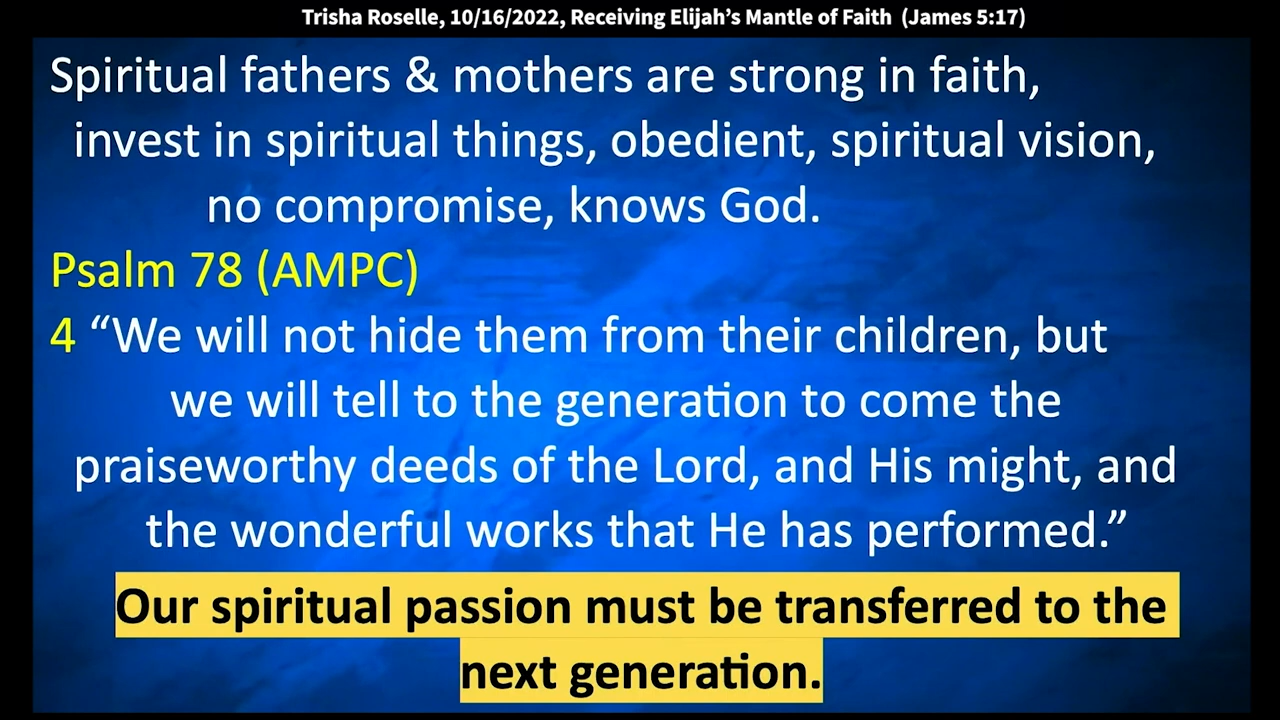 Trisha Roselle, 10/16/2022, Receiving Elijah’s Mantle of Faith (James 5:17)
Spiritual fathers & mothers are strong in faith,
invest in spiritual things, obedient, spiritual vision,
no compromise, knows God.
Psalm 78 (AMPC)
4 “We will not hide them from their children, but
we will tell to the generation to come the
praiseworthy deeds of the Lord, and His might, and
the wonderful works that He has performed.”
Our spiritual passion must be transferred to the
next generation.